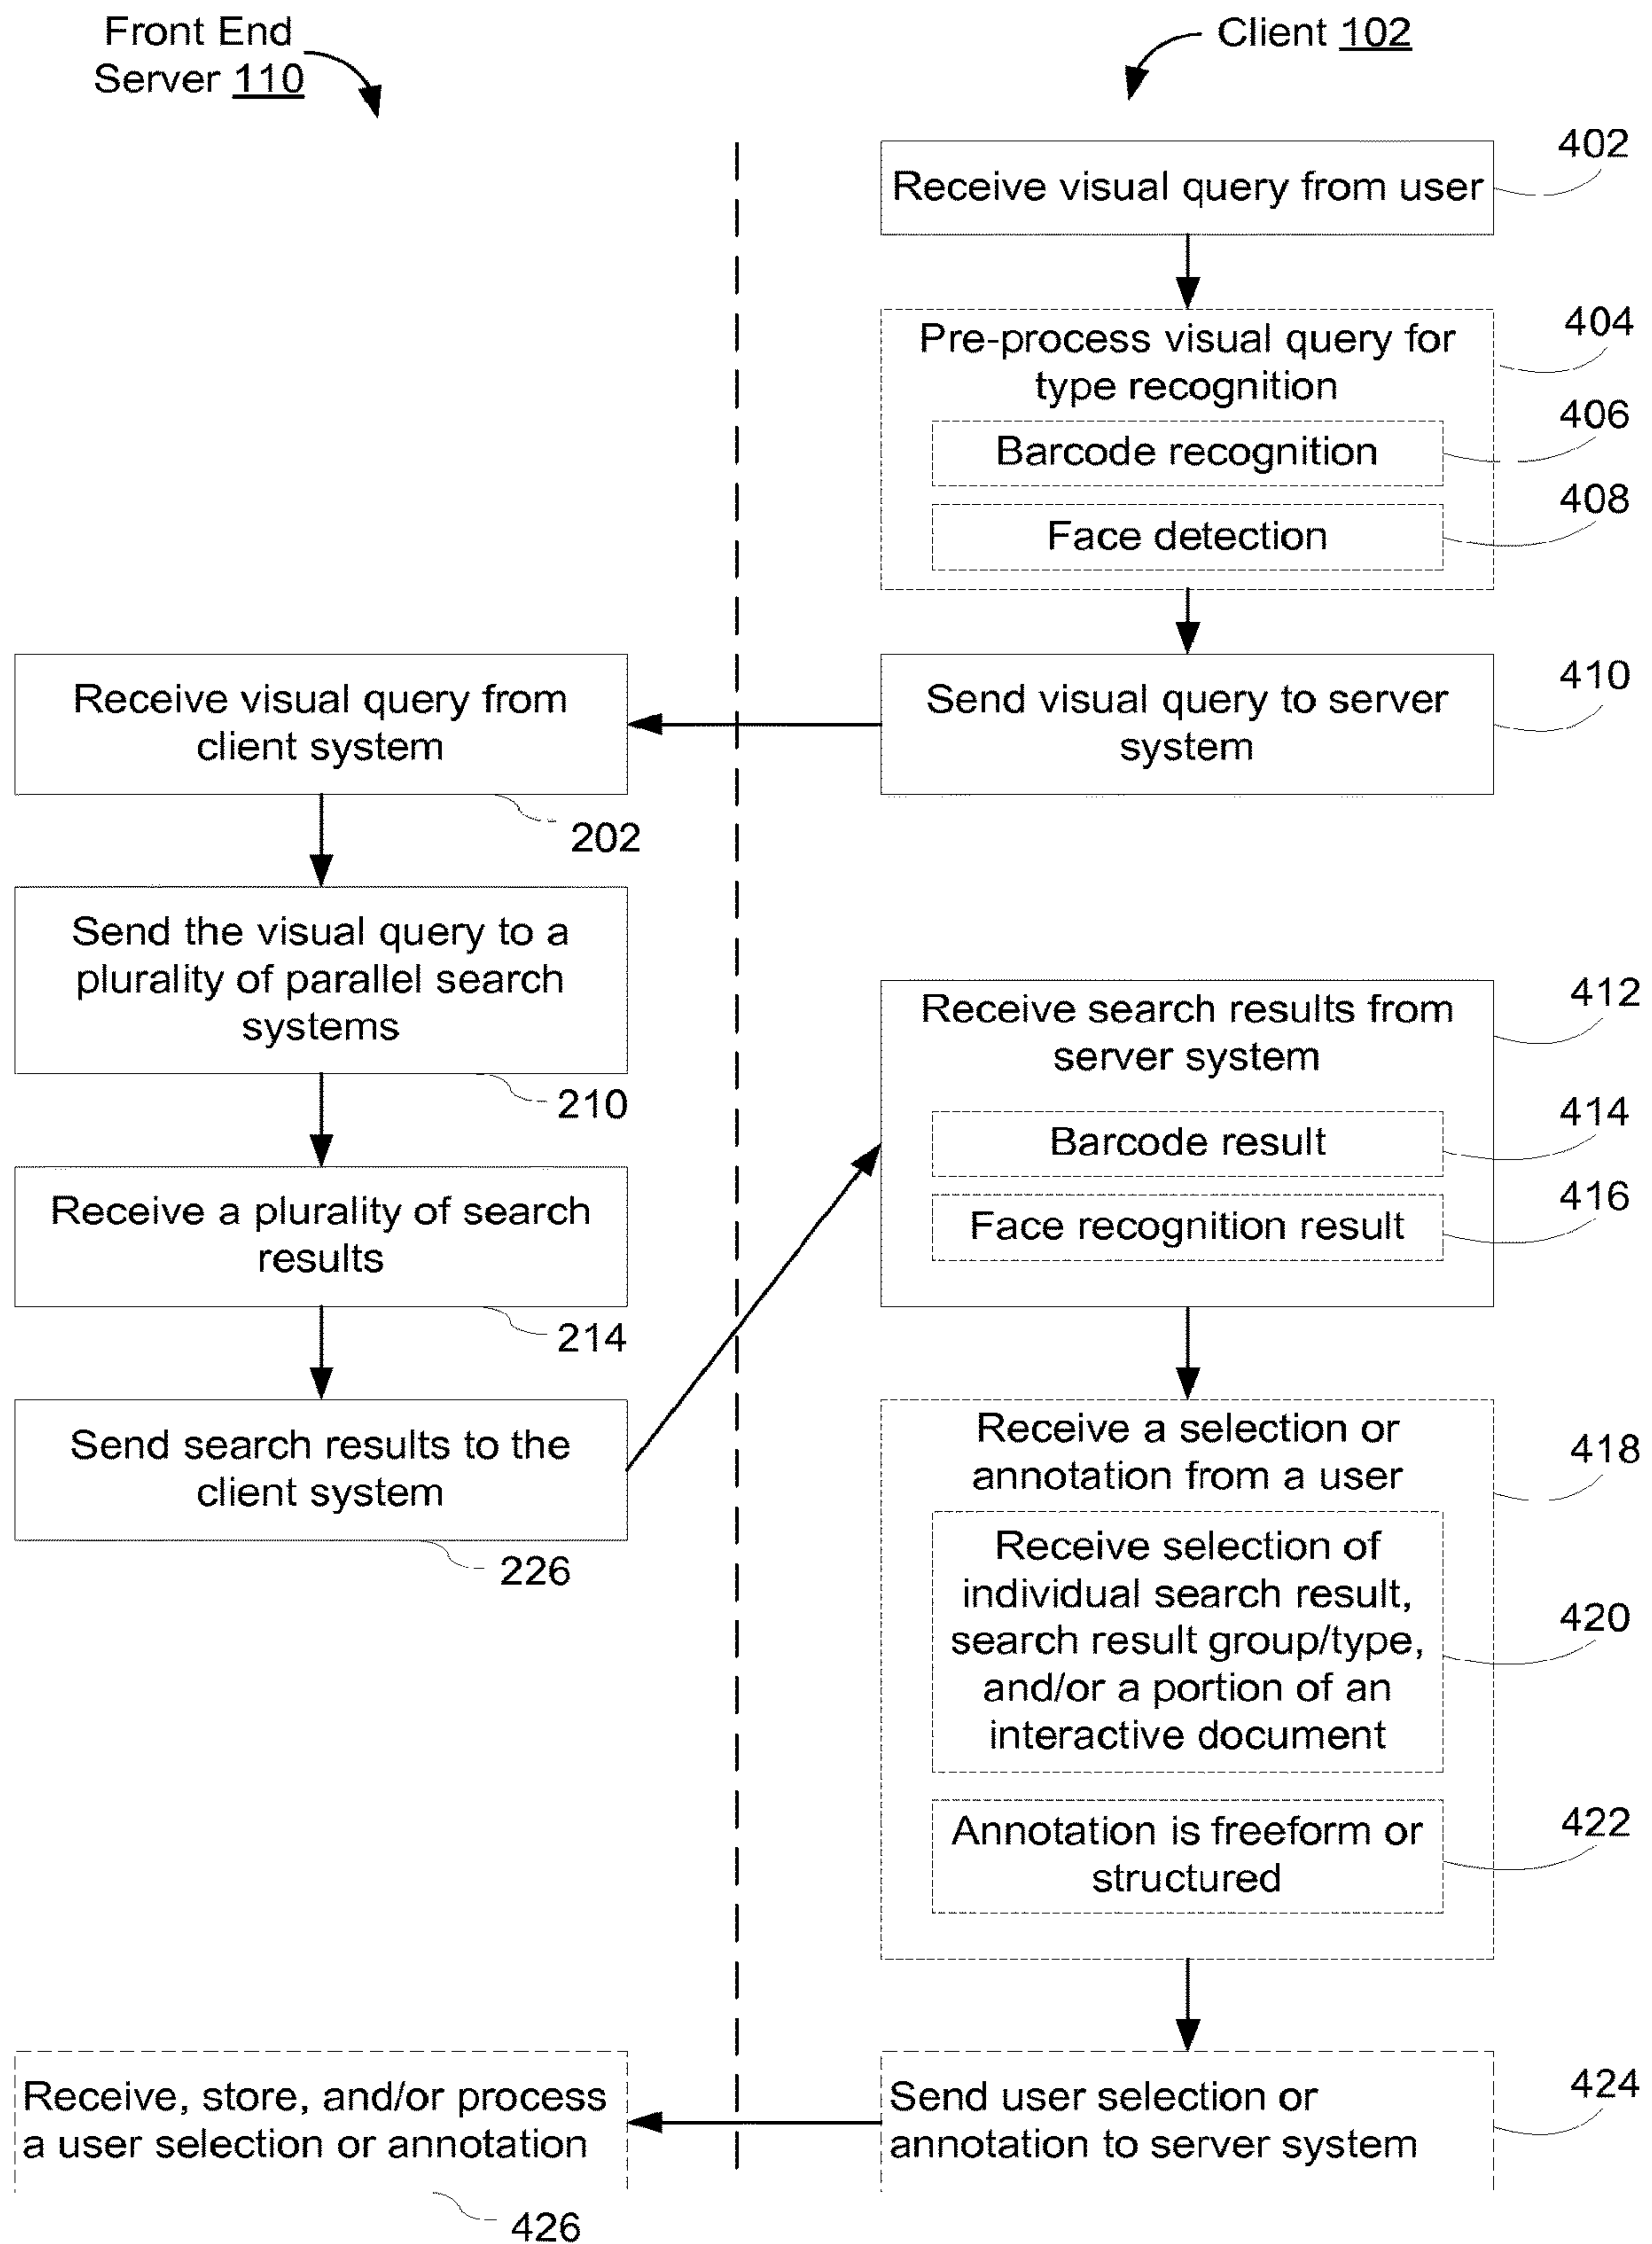 Front End
Server 110
Client 102
402
Receive visual query from user
404
Pre-process visual query for
type recognition
406
Barcode recognition
408
Face detection
410
Receive visual query from
client system
Send visual query to server
system
202
Send the visual query to a
plurality of parallel search
systems
210
412
Receive search results from
server system
414
Barcode result
416
Face recognition result
Receive a plurality of search
results
214
Send search results to the
client system
226
418
Receive a selection or
annotation from a user
420
Receive selection of
individual search result,
search result group/type,
and/or a portion of an
interactive document
422
Annotation is freeform or
structured
424
Receive, store, and/or process
a user selection or annotation
Send user selection or
annotation to server system
426